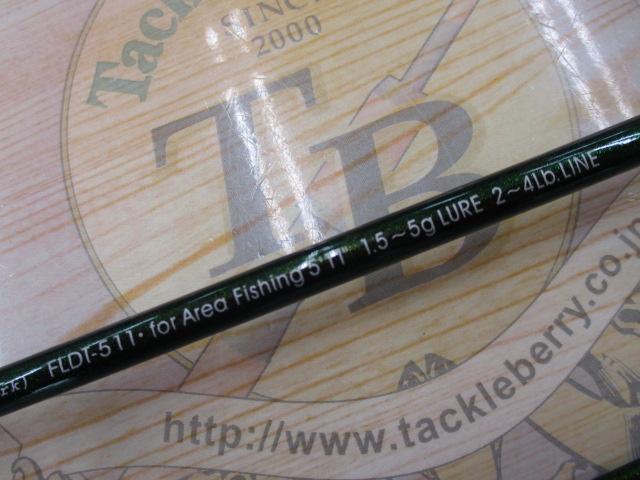 Tack
SINCE
2000
TB
FLDT-511・for Area Fishing 5'11" 1.5~5g LURE 2~4Lb.LINE
http://www.tackleberry.co.jp